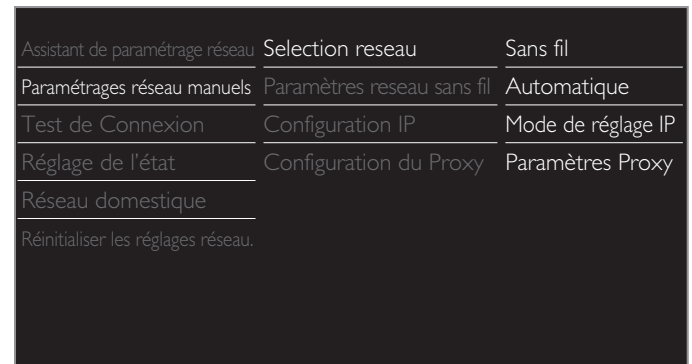 Assistant de paramétrage réseau Selection reseau Sans fil
Paramétrages réseau manuels Paramètres reseau sans fil Automatique
Test de Connexion Configuration IP Mode de réglage IP
Réglage de l'état Configuration du Proxy Paramètres Proxy
Réseau domestique
Réinitialiser les réglages réseau.